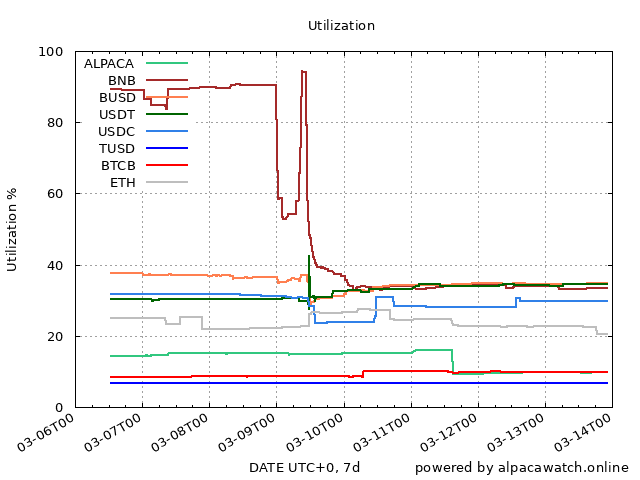 Utilization
100
80
60
40
20
0
Utilization %
ALPACA
BNB
BUSD
USDT
USDC
TUSD
BTCB
ETH
03-06T00
03-07T00
03-08T00
03-09T00
03-10T00
03-11T00
03-12T00
03-13T00
03-14T00
DATE UTC+0, 7d
powered by alpacawatch.online